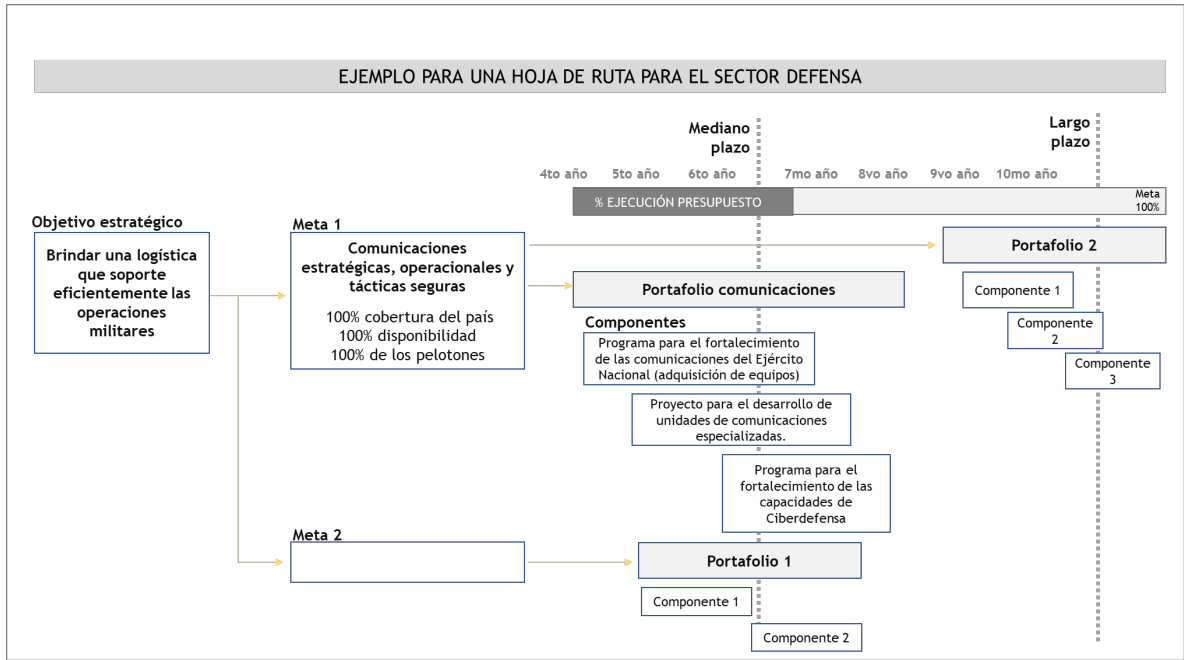 EJEMPLO PARA UNA HOJA DE RUTA PARA EL SECTOR DEFENSA
Mediano
plazo
Largo
plazo
4to año
5to año
6to año
7mo año
8vo año
9vo año
10mo año
% EJECUCIÓN PRESUPUESTO
Meta
100%
Objetivo estratégico
Brindar una logística
que soporte
eficientemente las
operaciones
militares
Meta 1
Comunicaciones
estratégicas, operacionales y
tácticas seguras
100% cobertura del país
100% disponibilidad
100% de los pelotones
Portafolio 2
Componente 1
Componente
2
Componente
3
Portafolio comunicaciones
Componentes
Programa para el fortalecimiento
de las comunicaciones del Ejército
Nacional (adquisición de equipos)
Proyecto para el desarrollo de
unidades de comunicaciones
especializadas.
Programa para el
fortalecimiento de las
capacidades de
Ciberdefensa
Meta 2
Portafolio 1
Componente 1
Componente 2